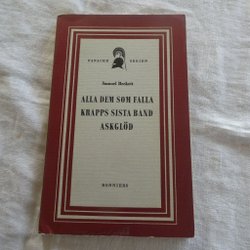 PANACHE SERIEN
Samuel Beckett
ALLA DEM SOM FALLA
KRAPPS SISTA BAND
ASKGLÖD
BONNIERS